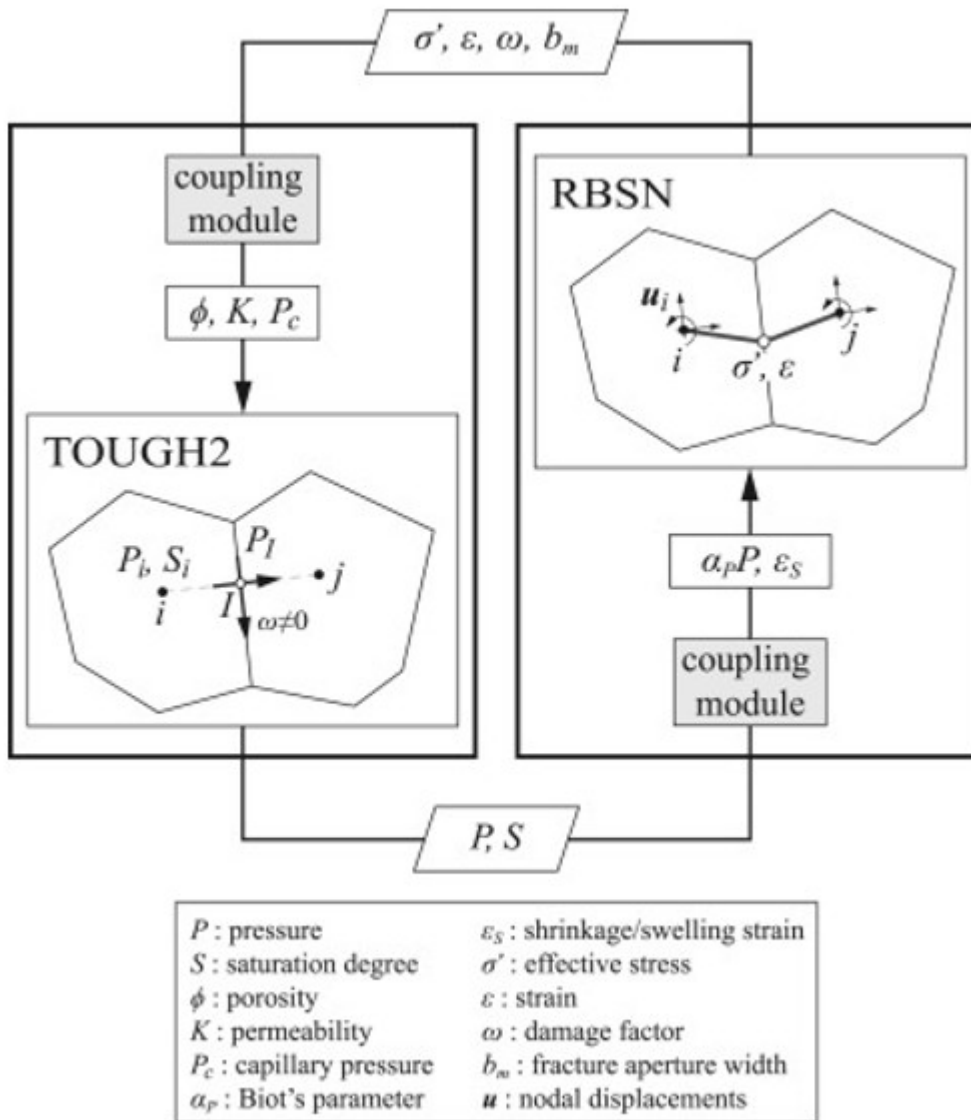 σ', ε, ω, b_m
coupling
module
ϕ, K, P_c
TOUGH2
P_i, S_i
P_I
i
I
j
ω≠0
RBSN
u_i
i
j
σ', ε
α_P P, ε_S
coupling
module
P, S
P : pressure
S : saturation degree
ϕ : porosity
K : permeability
P_c : capillary pressure
α_P : Biot's parameter
ε_S : shrinkage/swelling strain
σ' : effective stress
ε : strain
ω : damage factor
b_m : fracture aperture width
u : nodal displacements